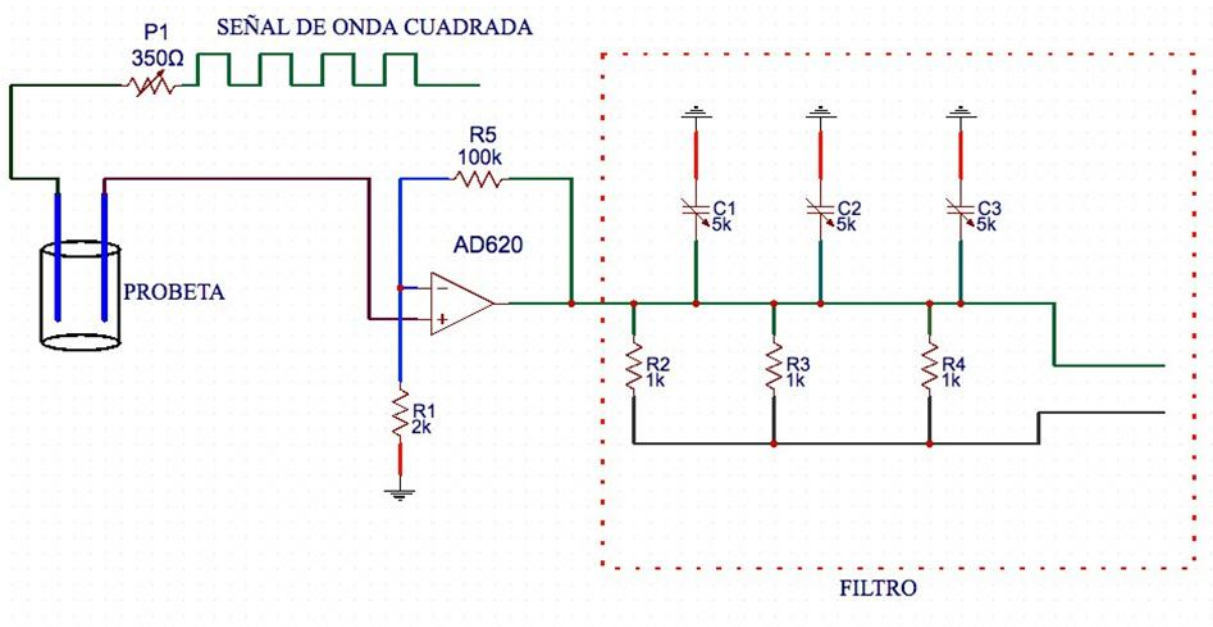 SEÑAL DE ONDA CUADRADA
P1
350Ω
R5
100k
C1
5k
C2
5k
C3
5k
AD620
PROBETA
R2
1k
R3
1k
R4
1k
R1
2k
FILTRO